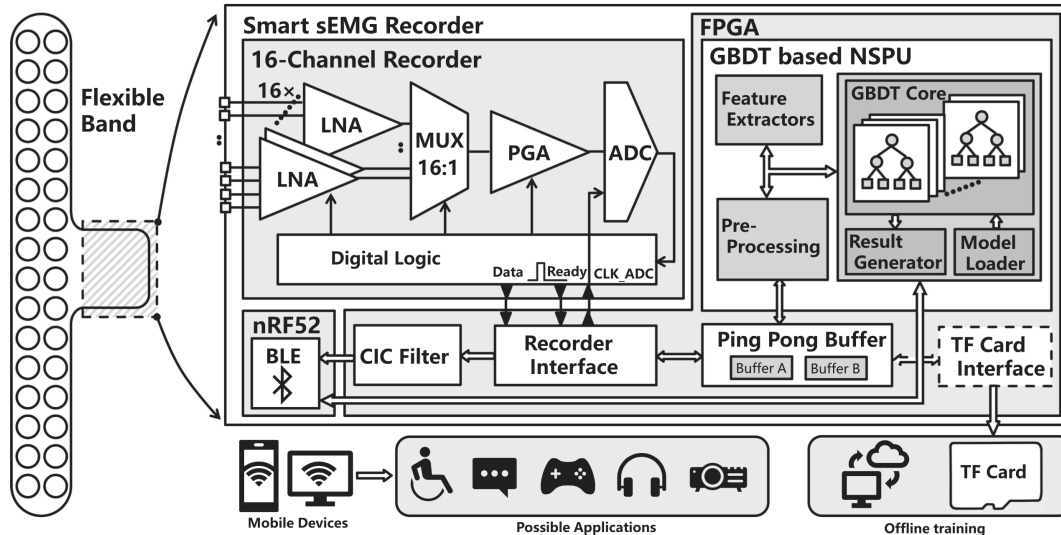 Smart sEMG Recorder
FPGA
16-Channel Recorder
GBDT based NSPU
Flexible
Band
16×
LNA
LNA
MUX
16:1
PGA
ADC
Feature
Extractors
GBDT Core
Pre-
Processing
Result
Generator
Model
Loader
Digital Logic
Data
Ready
CLK_ADC
nRF52
BLE
CIC Filter
Recorder
Interface
Ping Pong Buffer
Buffer A
Buffer B
TF Card
Interface
TF Card
Mobile Devices
Possible Applications
Offline training